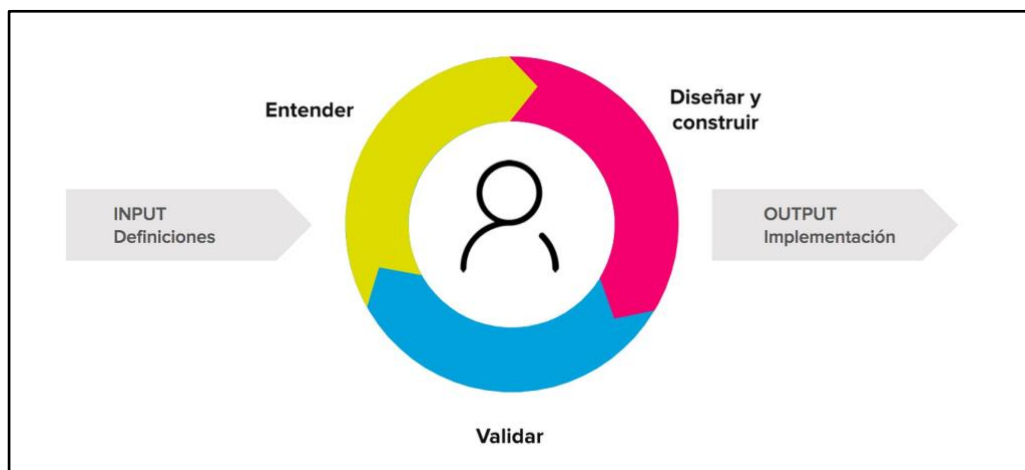 Entender
Diseñar y
construir
INPUT
Definiciones
OUTPUT
Implementación
Validar